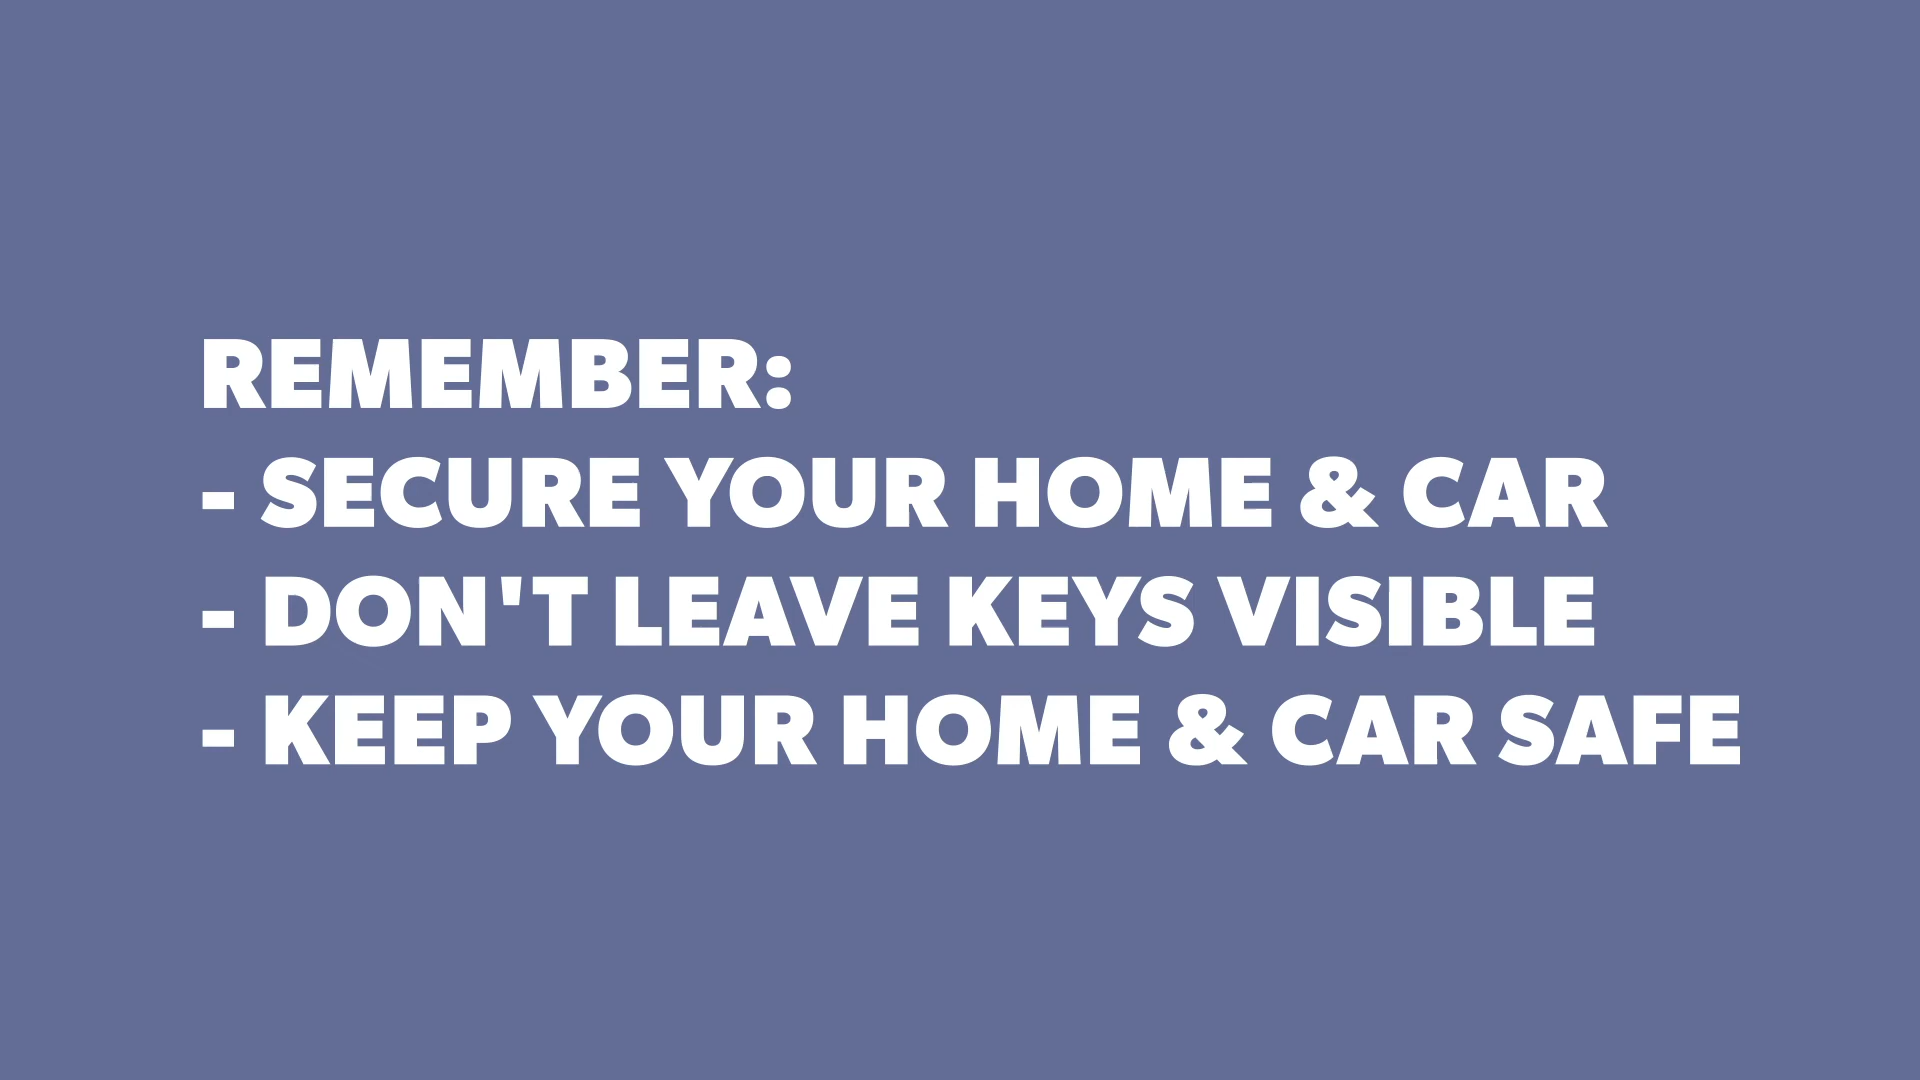 REMEMBER:
- SECURE YOUR HOME & CAR
- DON'T LEAVE KEYS VISIBLE
- KEEP YOUR HOME & CAR SAFE